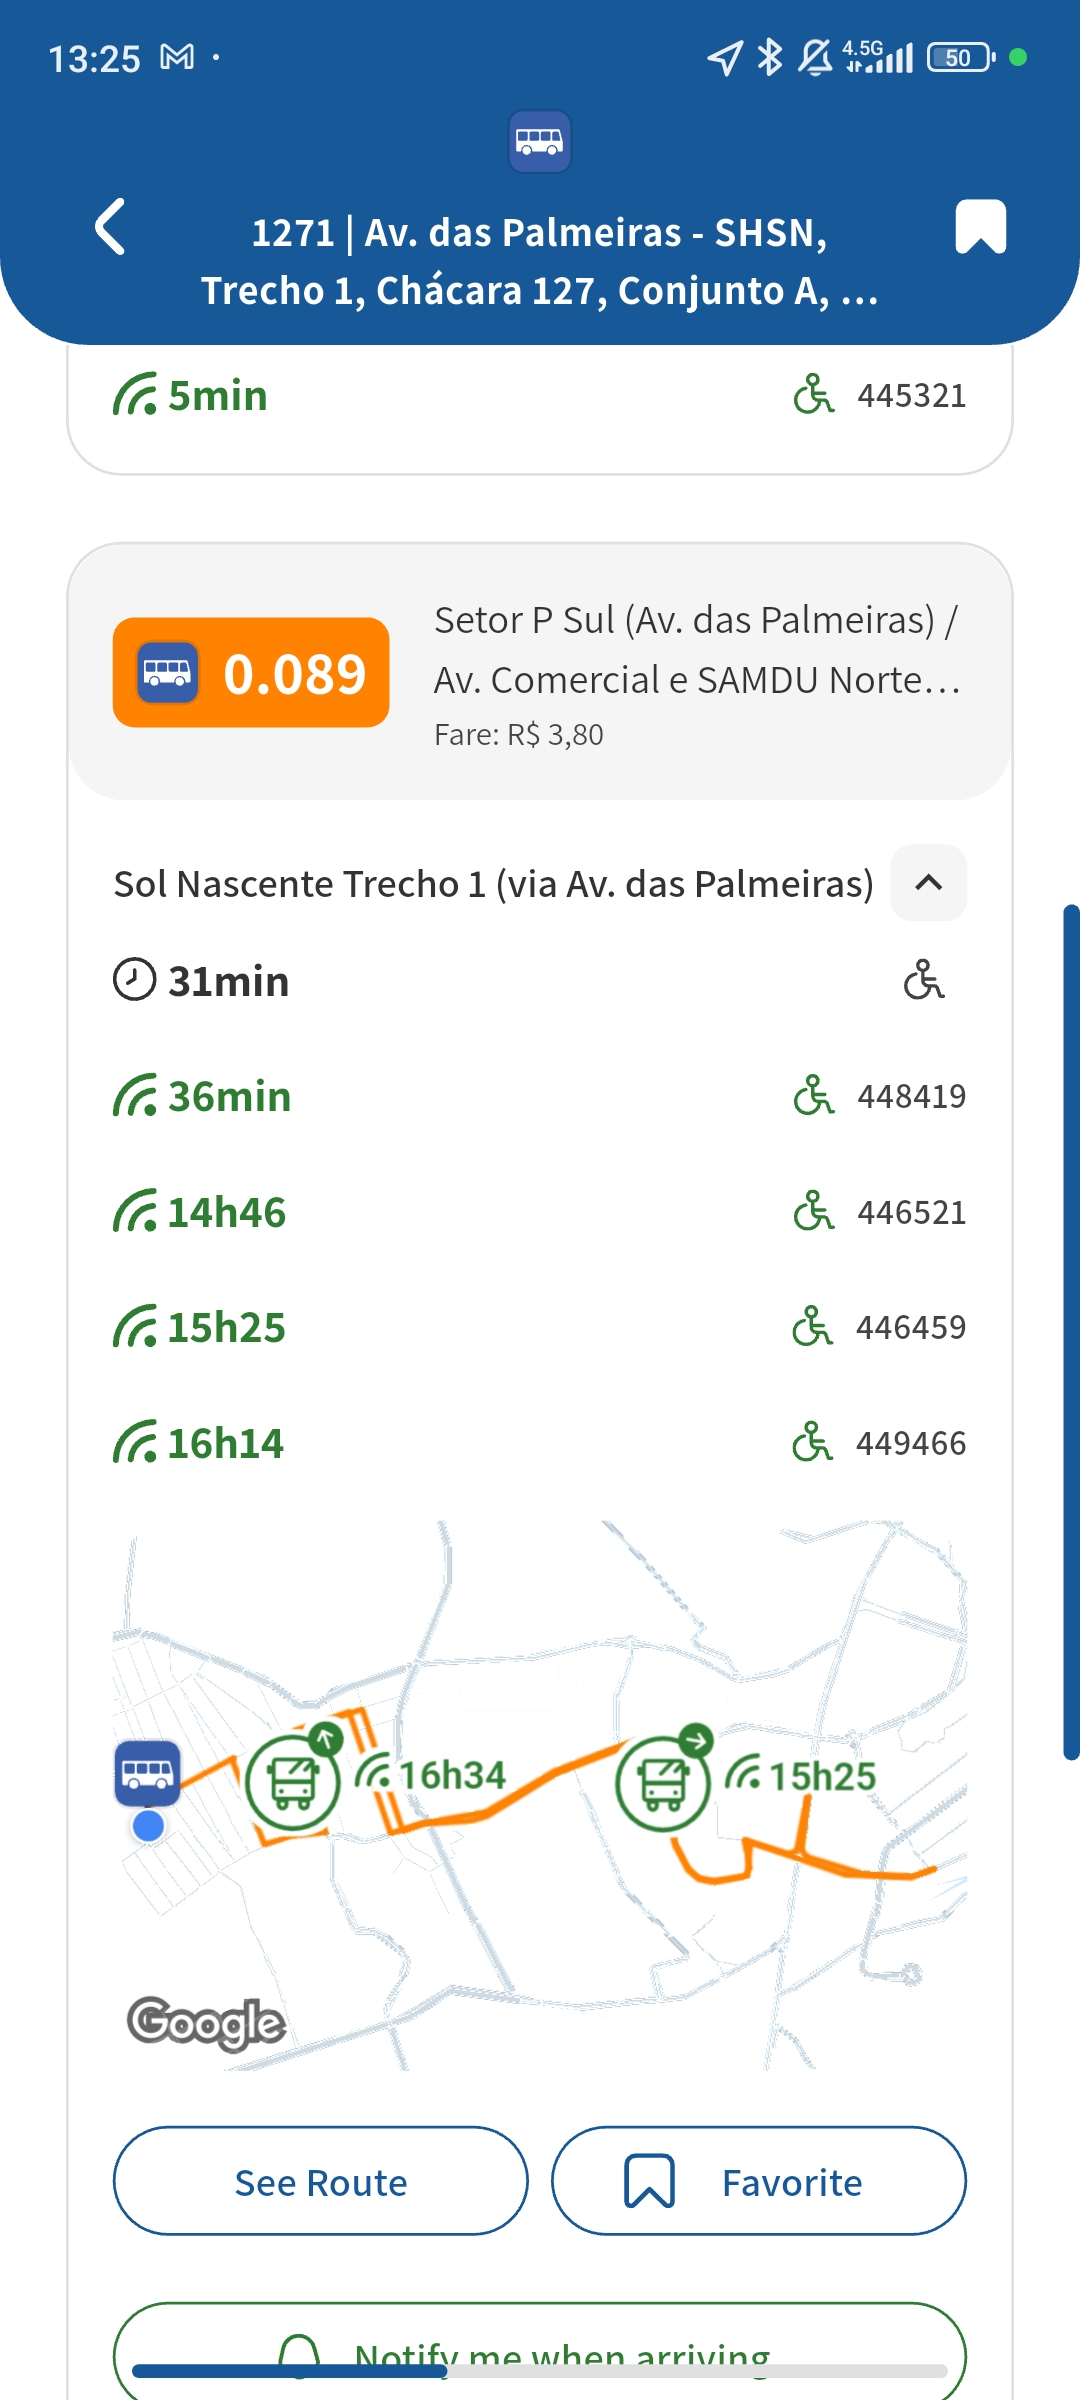 13:25
4.5G
50
1271 | Av. das Palmeiras - SHSN,
Trecho 1, Chácara 127, Conjunto A, ...
5min
445321
0.089
Setor P Sul (Av. das Palmeiras) /
Av. Comercial e SAMDU Norte...
Fare: R$ 3,80
Sol Nascente Trecho 1 (via Av. das Palmeiras)
31min
36min
448419
14h46
446521
15h25
446459
16h14
449466
16h34
15h25
Google
See Route
Favorite
Notify me when arriving